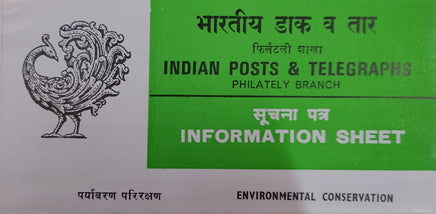 भारतीय डाक व तार
फिलैटली शाखा
INDIAN POSTS & TELEGRAPHS
PHILATELY BRANCH
सूचना पत्र
INFORMATION SHEET
पर्यावरण परिरक्षण
ENVIRONMENTAL CONSERVATION